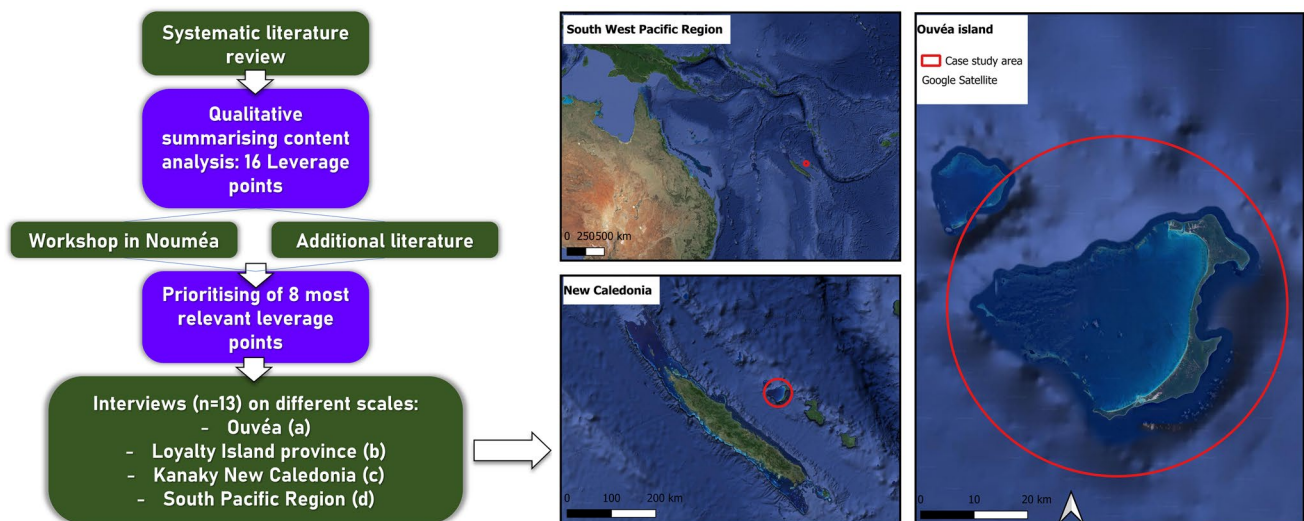 Systematic literature
review
Qualitative
summarising content
analysis: 16 Leverage
points
Workshop in Nouméa
Additional literature
Prioritising of 8 most
relevant leverage
points
Interviews (n=13) on different scales:
- Ouvéa (a)
- Loyalty Island province (b)
- Kanaky New Caledonia (c)
- South Pacific Region (d)
South West Pacific Region
0 250500 km
New Caledonia
0 100 200 km
Ouvéa island
Case study area
Google Satellite
0 10 20 km